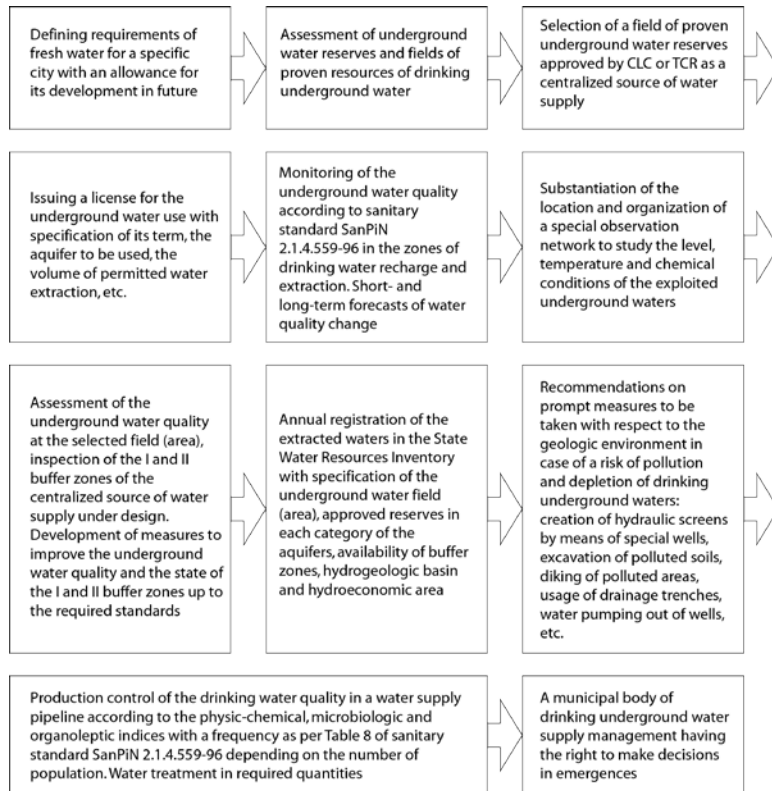 Defining requirements of
fresh water for a specific
city with an allowance for
its development in future
Assessment of underground
water reserves and fields of
proven resources of drinking
underground water
Selection of a field of proven
underground water reserves
approved by CLC or TCR as a
centralized source of water
supply
Issuing a license for the
underground water use with
specification of its term, the
aquifer to be used, the
volume of permitted water
extraction, etc.
Monitoring of the
underground water quality
according to sanitary
standard SanPiN
2.1.4.559-96 in the zones of
drinking water recharge and
extraction. Short- and
long-term forecasts of water
quality change
Substantiation of the
location and organization of
a special observation
network to study the level,
temperature and chemical
conditions of the exploited
underground waters
Assessment of the
underground water quality
at the selected field (area),
inspection of the I and II
buffer zones of the
centralized source of water
supply under design.
Development of measures to
improve the underground
water quality and the state of
the I and II buffer zones up to
the required standards
Annual registration of the
extracted waters in the State
Water Resources Inventory
with specification of the
underground water field
(area), approved reserves in
each category of the
aquifers, availability of buffer
zones, hydrogeologic basin
and hydroeconomic area
Recommendations on
prompt measures to be
taken with respect to the
geologic environment in
case of a risk of pollution
and depletion of drinking
underground waters:
creation of hydraulic screens
by means of special wells,
excavation of polluted soils,
diking of polluted areas,
usage of drainage trenches,
water pumping out of wells,
etc.
Production control of the drinking water quality in a water supply
pipeline according to the physic-chemical, microbiologic and
organoleptic indices with a frequency as per Table 8 of sanitary
standard SanPiN 2.1.4.559-96 depending on the number of
population. Water treatment in required quantities
A municipal body of
drinking underground water
supply management having
the right to make decisions
in emergences